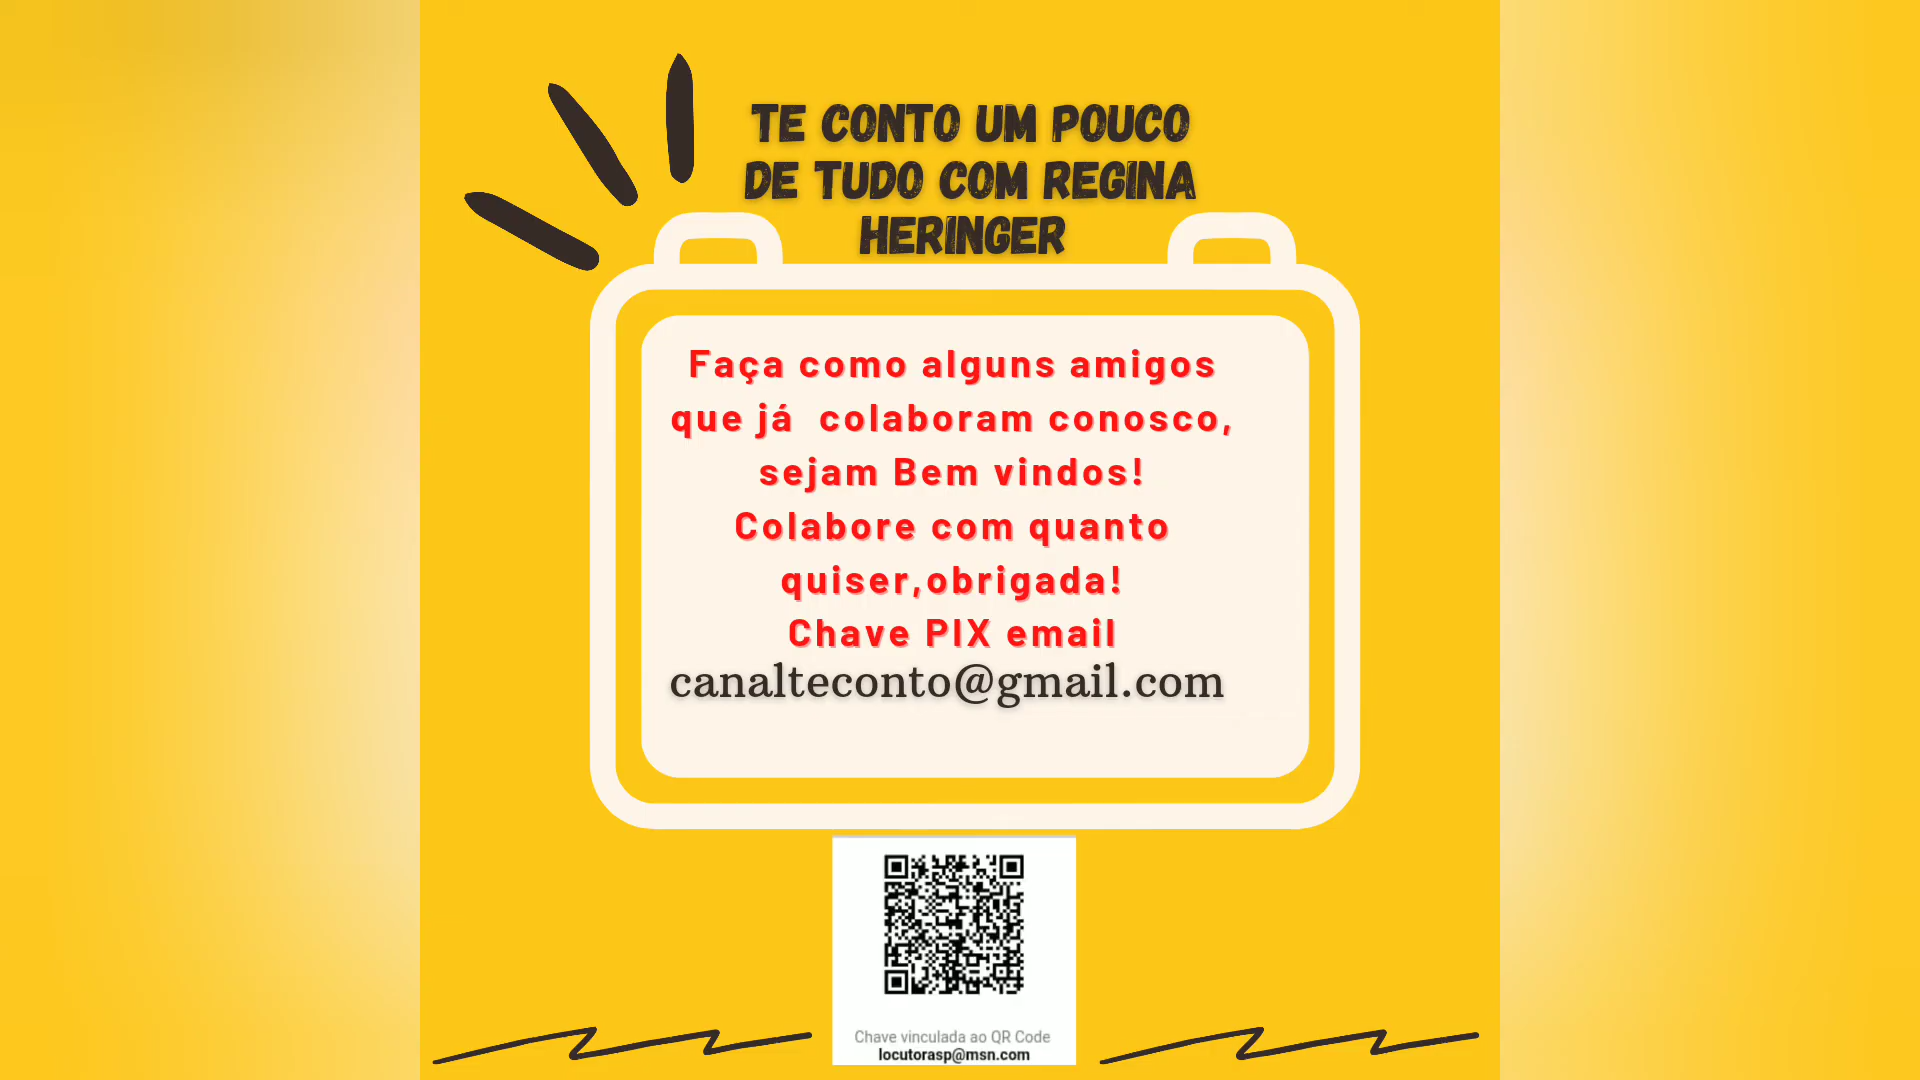 TE CONTO UM POUCO
DE TUDO COM REGINA
HERINGER
Faça como alguns amigos
que já colaboram conosco,
sejam Bem vindos!
Colabore com quanto
quiser,obrigada!
Chave PIX email
canalteconto@gmail.com
Chave vinculada ao QR Code
locutorasp@msn.com